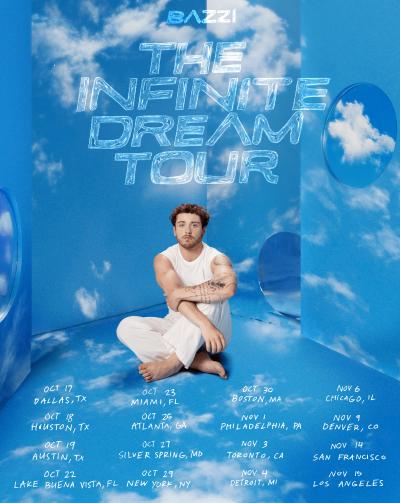 BAZZI
THE
INFINITE
DREAM
TOUR
OCT 17
DALLAS, TX
OCT 18
HOUSTON, TX
OCT 19
AUSTIN, TX
OCT 22
LAKE BUENA VISTA, FL
OCT 23
MIAMI, FL
OCT 26
ATLANTA, GA
OCT 27
SILVER SPRING, MD
OCT 29
NEW YORK, NY
OCT 30
BOSTON, MA
NOV 1
PHILADELPHIA, PA
NOV 3
TORONTO, CA
NOV 4
DETROIT, MI
NOV 6
CHICAGO, IL
NOV 9
DENVER, CO
NOV 14
SAN FRANCISCO
NOV 15
LOS ANGELES